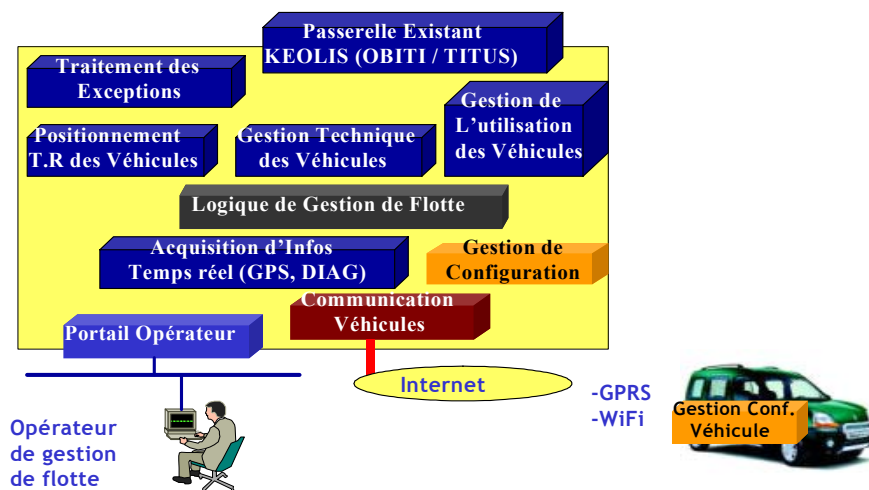 Passerelle Existant
KEOLIS (OBITI / TITUS)
Traitement des
Exceptions
Gestion de
L'utilisation
des Véhicules
Positionnement
T.R des Véhicules
Gestion Technique
des Véhicules
Logique de Gestion de Flotte
Acquisition d'Infos
Temps réel (GPS, DIAG)
Gestion de
Configuration
Communication
Véhicules
Portail Opérateur
Internet
-GPRS
-WiFi
Gestion Conf.
Véhicule
Opérateur
de gestion
de flotte